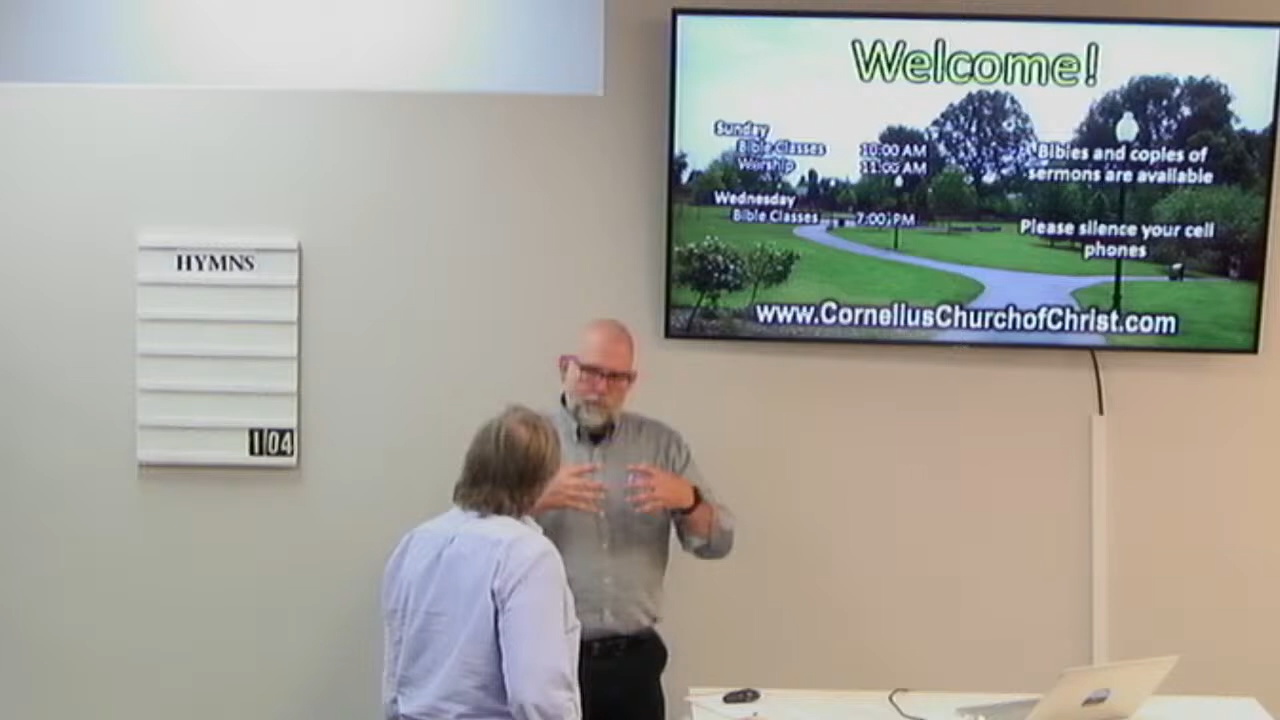 Welcome!
Sunday
Bible Classes 10:00 AM
Worship 11:00 AM
Wednesday
Bible Classes 7:00 PM
Bibles and copies of
sermons are available
Please silence your cell
phones
www.CorneliusChurchofChrist.com
HYMNS
104